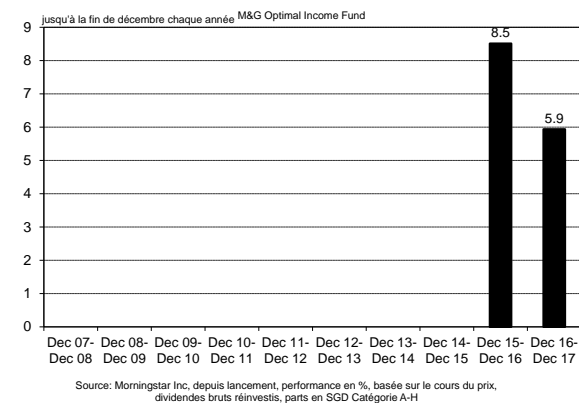 jusqu'à la fin de décembre chaque année M&G Optimal Income Fund
9
8
7
6
5
4
3
2
1
0
8.5
5.9
Dec 07- Dec 08- Dec 09- Dec 10- Dec 11- Dec 12- Dec 13- Dec 14- Dec 15- Dec 16-
Dec 08 Dec 09 Dec 10 Dec 11 Dec 12 Dec 13 Dec 14 Dec 15 Dec 16 Dec 17
Source: Morningstar Inc, depuis lancement, performance en %, basée sur le cours du prix,
dividendes bruts réinvestis, parts en SGD Catégorie A-H